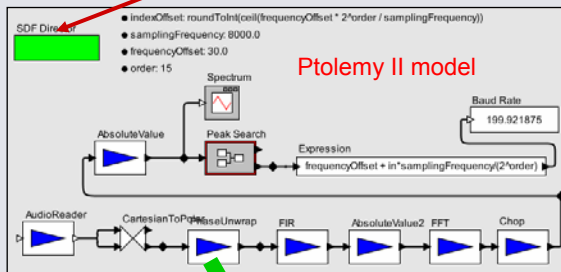 ● indexOffset: roundToInt(ceil(frequencyOffset * 2^order / samplingFrequency))
SDF Director
● samplingFrequency: 8000.0
● frequencyOffset: 30.0
● order: 15
Ptolemy II model
Spectrum
Baud Rate
199.921875
AbsoluteValue
Peak Search
Expression
frequencyOffset + in*samplingFrequency/(2^order)
AudioReader
CartesianToPolar
PhaseUnwrap
FIR
AbsoluteValue2
FFT
Chop